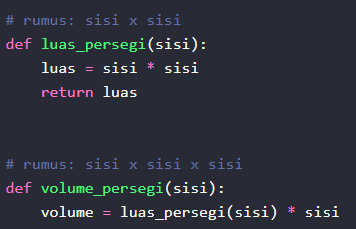 # rumus: sisi x sisi
def luas_persegi(sisi):
    luas = sisi * sisi
    return luas
# rumus: sisi x sisi x sisi
def volume_persegi(sisi):
    volume = luas_persegi(sisi) * sisi